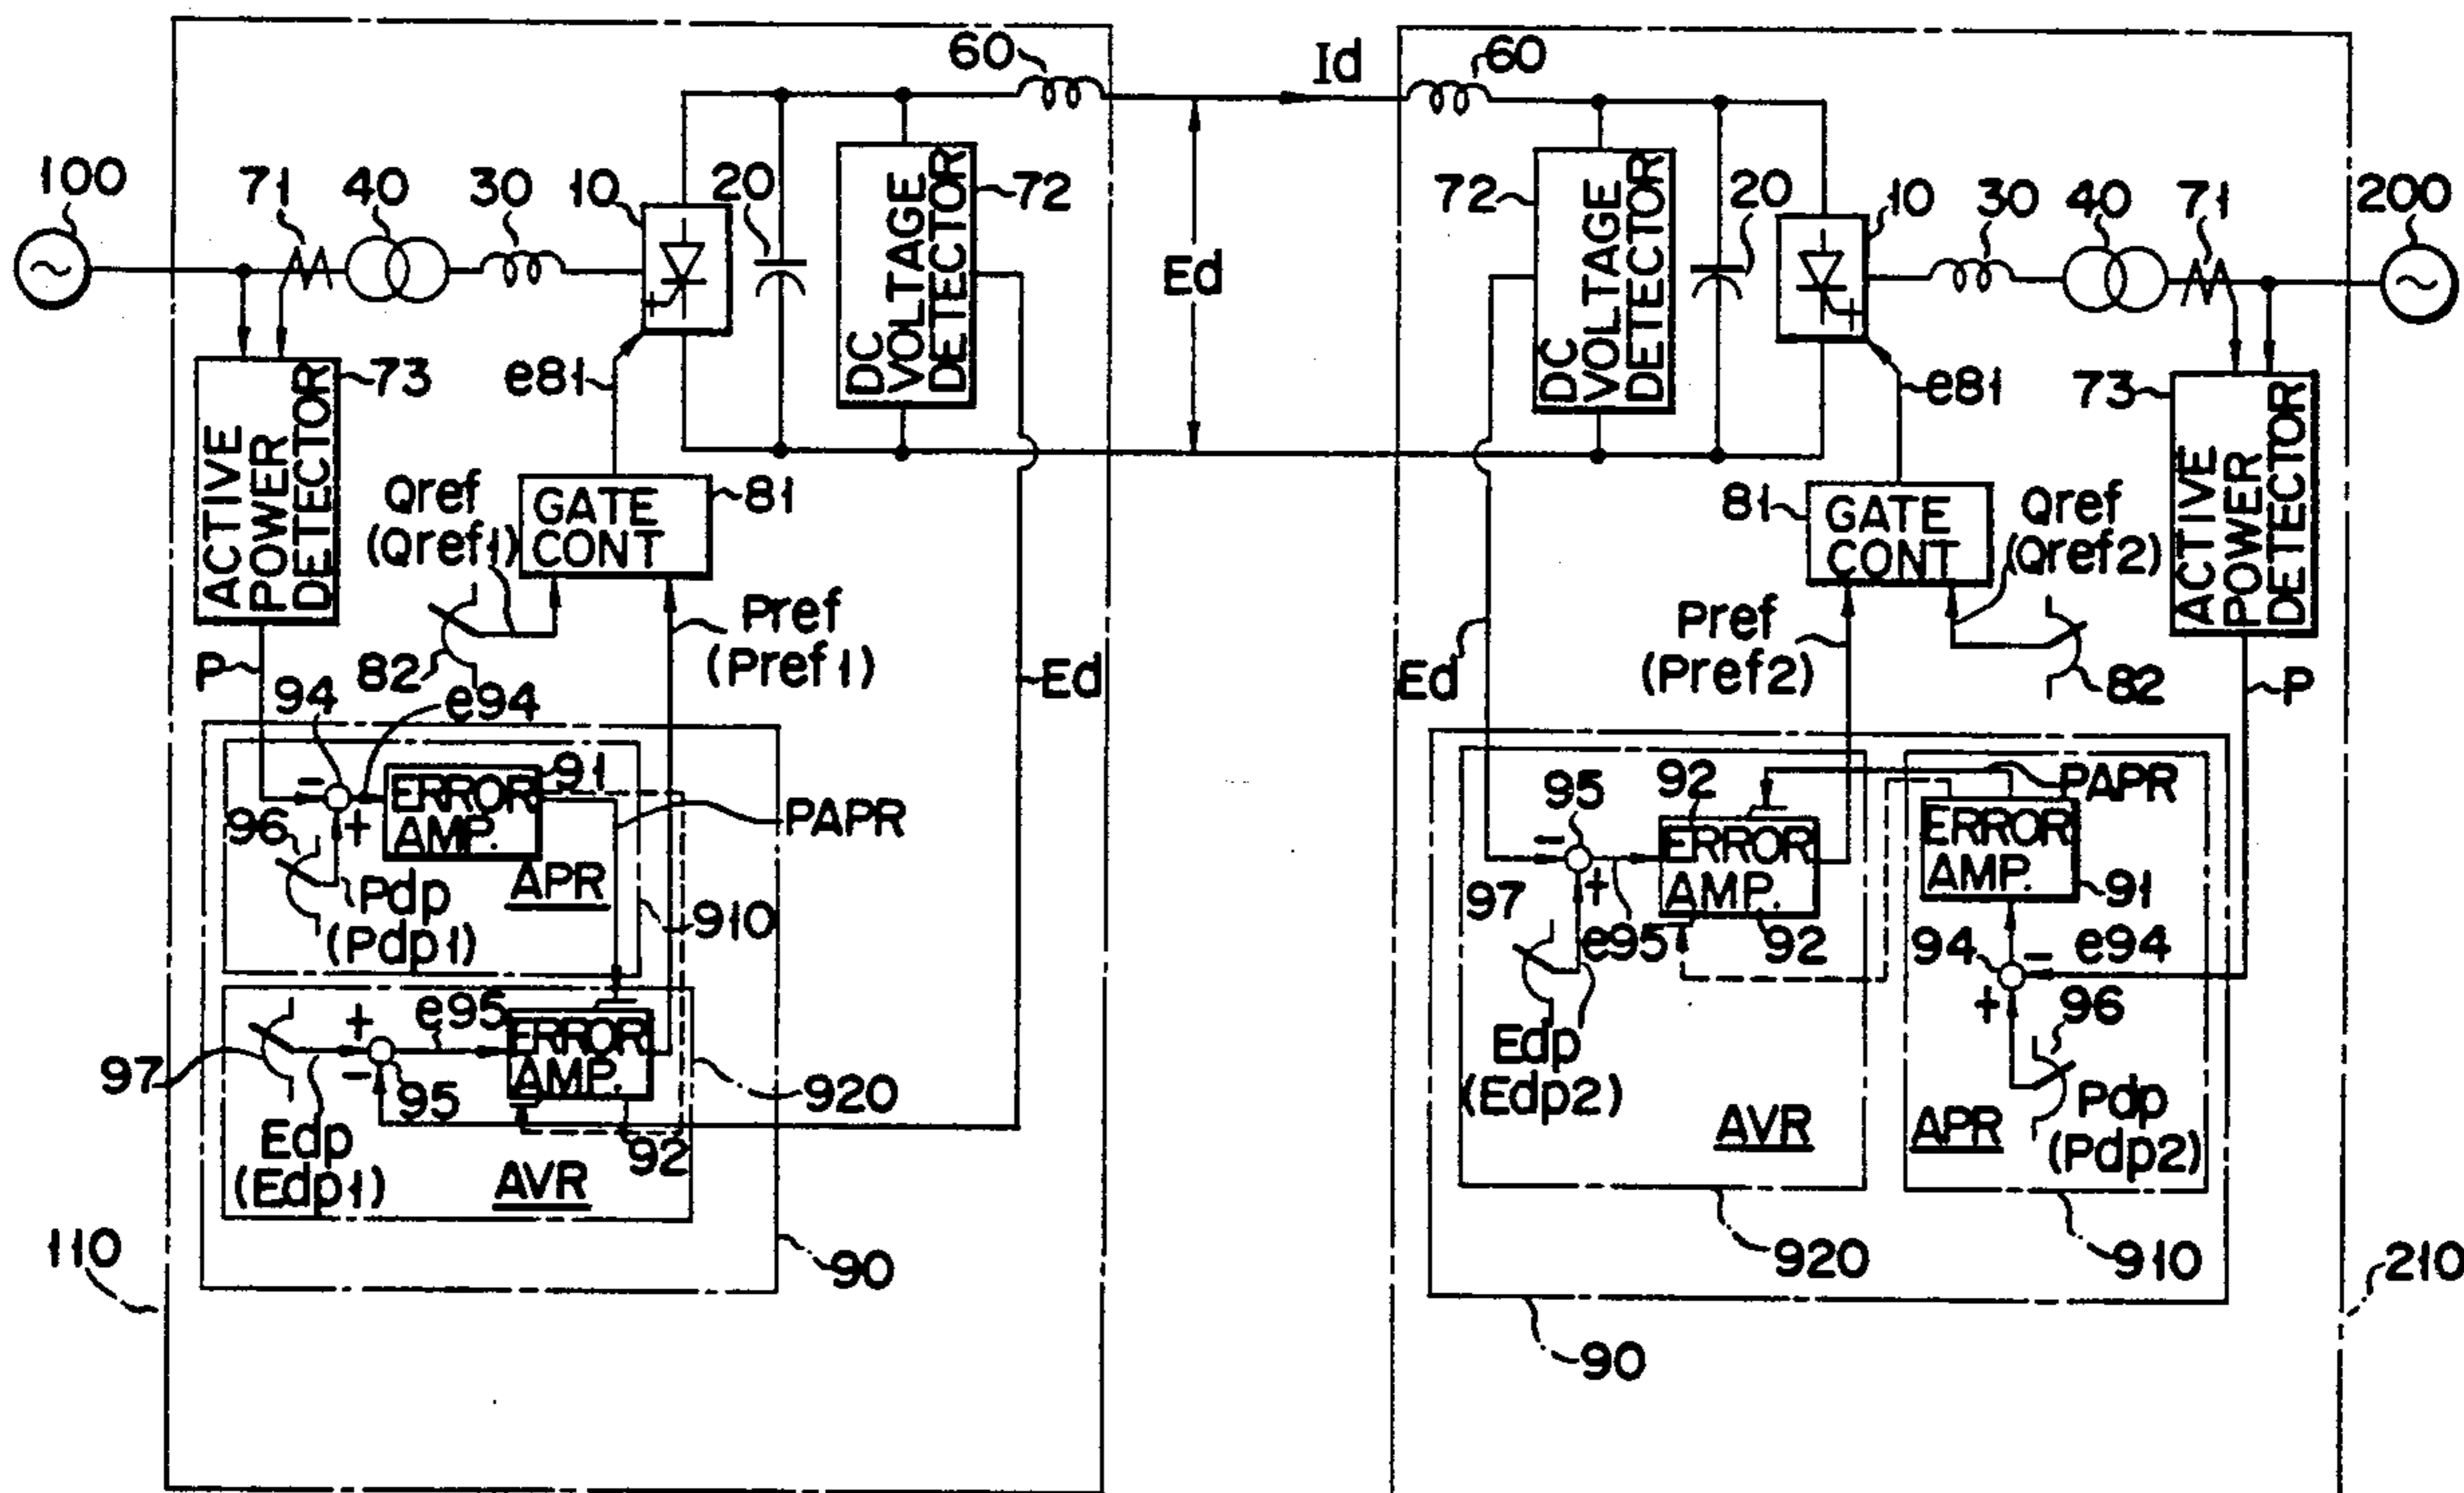 60
Id
60
100
71
40
30
10
20
DC
VOLTAGE
DETECTOR
72
Ed
72
DC
VOLTAGE
DETECTOR
20
10
30
40
71
200
ACTIVE
POWER
DETECTOR
73
e81
e81
73
ACTIVE
POWER
DETECTOR
Qref
(Qref1)
GATE
CONT
81
81
GATE
CONT
Qref
(Qref2)
82
Pref
(Pref1)
Ed
Ed
Pref
(Pref2)
82
P
P
94
e94
-
+
91
ERROR
AMP.
PAPR
96
Pdp
(Pdp1)
APR
910
e95
+
-
95
97
ERROR
AMP.
920
92
Edp
(Edp1)
AVR
110
90
95
-
+
92
ERROR
AMP.
92
97
e95
Edp
(Edp2)
AVR
920
PAPR
ERROR
AMP.
91
94
-
e94
+
96
Pdp
(Pdp2)
APR
910
90
210